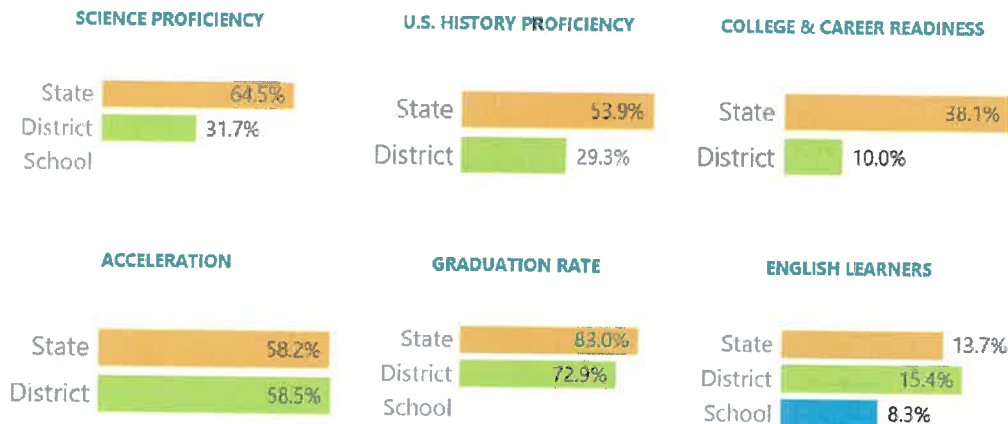 SCIENCE PROFICIENCY
State 64.5%
District 31.7%
School
U.S. HISTORY PROFICIENCY
State 53.9%
District 29.3%
COLLEGE & CAREER READINESS
State 38.1%
District 10.0%
ACCELERATION
State 58.2%
District 58.5%
GRADUATION RATE
State 83.0%
District 72.9%
School
ENGLISH LEARNERS
State 13.7%
District 15.4%
School 8.3%